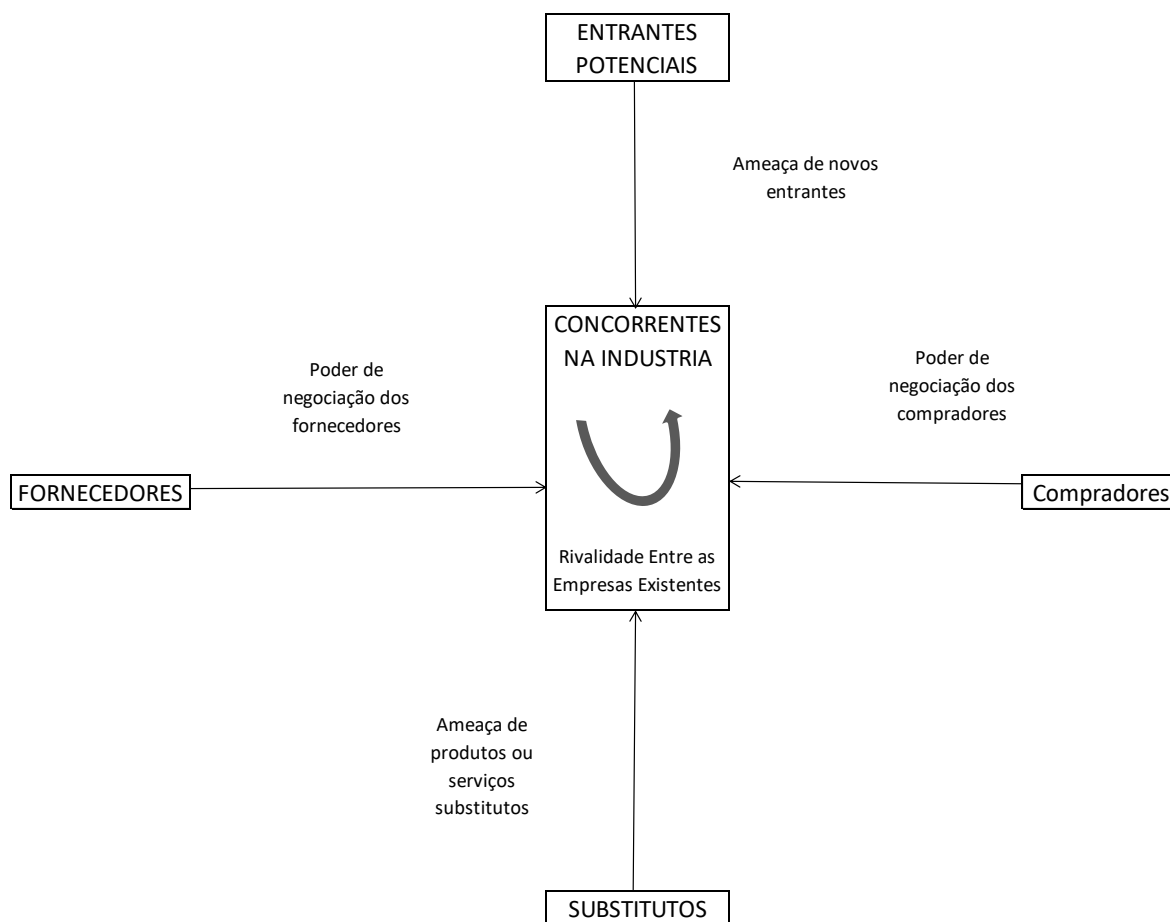 ENTRANTES
POTENCIAIS
Ameaça de novos
entrantes
CONCORRENTES
NA INDUSTRIA
Poder de
negociação dos
fornecedores
Poder de
negociação dos
compradores
FORNECEDORES
Compradores
Rivalidade Entre as
Empresas Existentes
Ameaça de
produtos ou
serviços
substitutos
SUBSTITUTOS